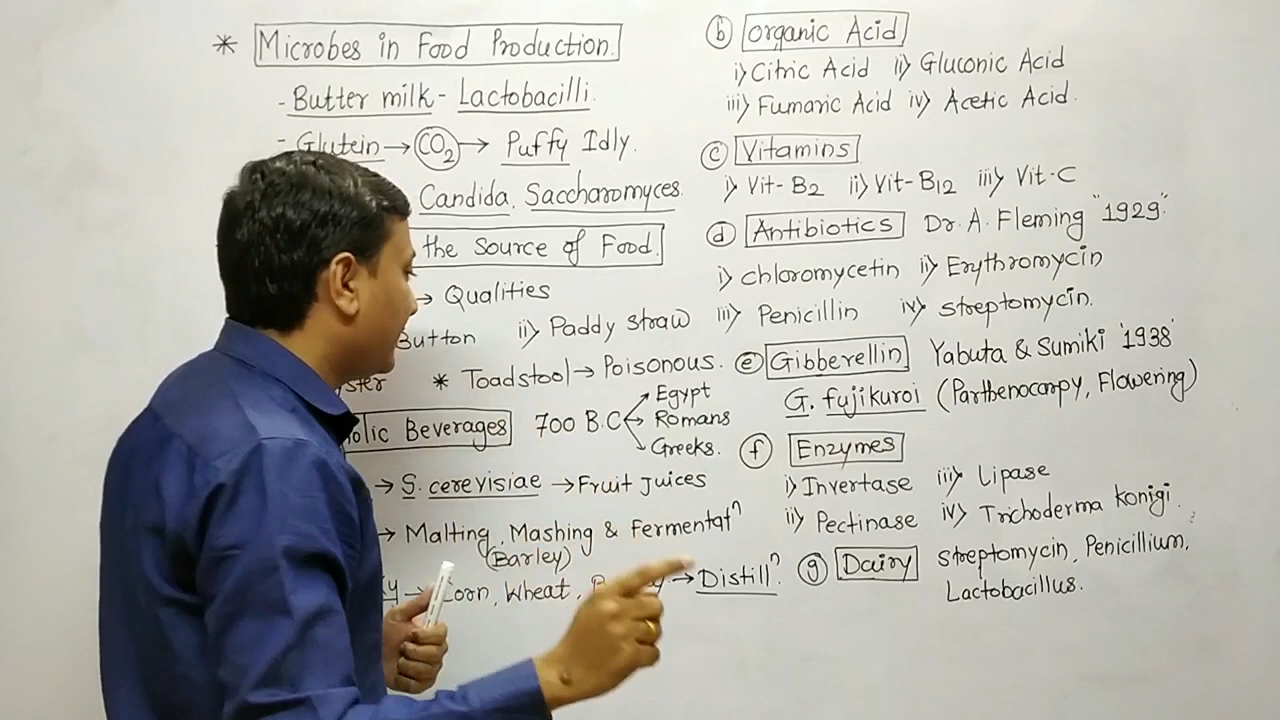 * Microbes in Food Production.
- Butter milk - Lactobacilli.
- Glutein → CO2 → Puffy Idly.
Candida, Saccharomyces.
the Source of Food.
→ Qualities
Button ii) Paddy straw
yster * Toadstool → Poisonous.
olic Beverages 700 B.C Egypt
Romans
Greeks.
→ S. cerevisiae → Fruit Juices
→ Malting, Mashing & Fermentatn
(Barley)
ky → Corn, Wheat, → Distilln.
b Organic Acid
i) Citric Acid ii) Gluconic Acid
iii) Fumaric Acid iv) Acetic Acid.
c Vitamins
i) Vit-B2 ii) Vit-B12 iii) Vit-C
d Antibiotics Dr. A. Fleming "1929".
i) chloromycetin ii) Erythromycin
iii) Penicillin iv) streptomycin.
e Gibberellin Yabuta & Sumiki '1938'
G. fujikuroi (Parthenocarpy, Flowering)
f Enzymes
i) Invertase iii) Lipase
ii) Pectinase iv) Trichoderma Konigi.
g Dairy Streptomycin, Penicillium,
Lactobacillus.